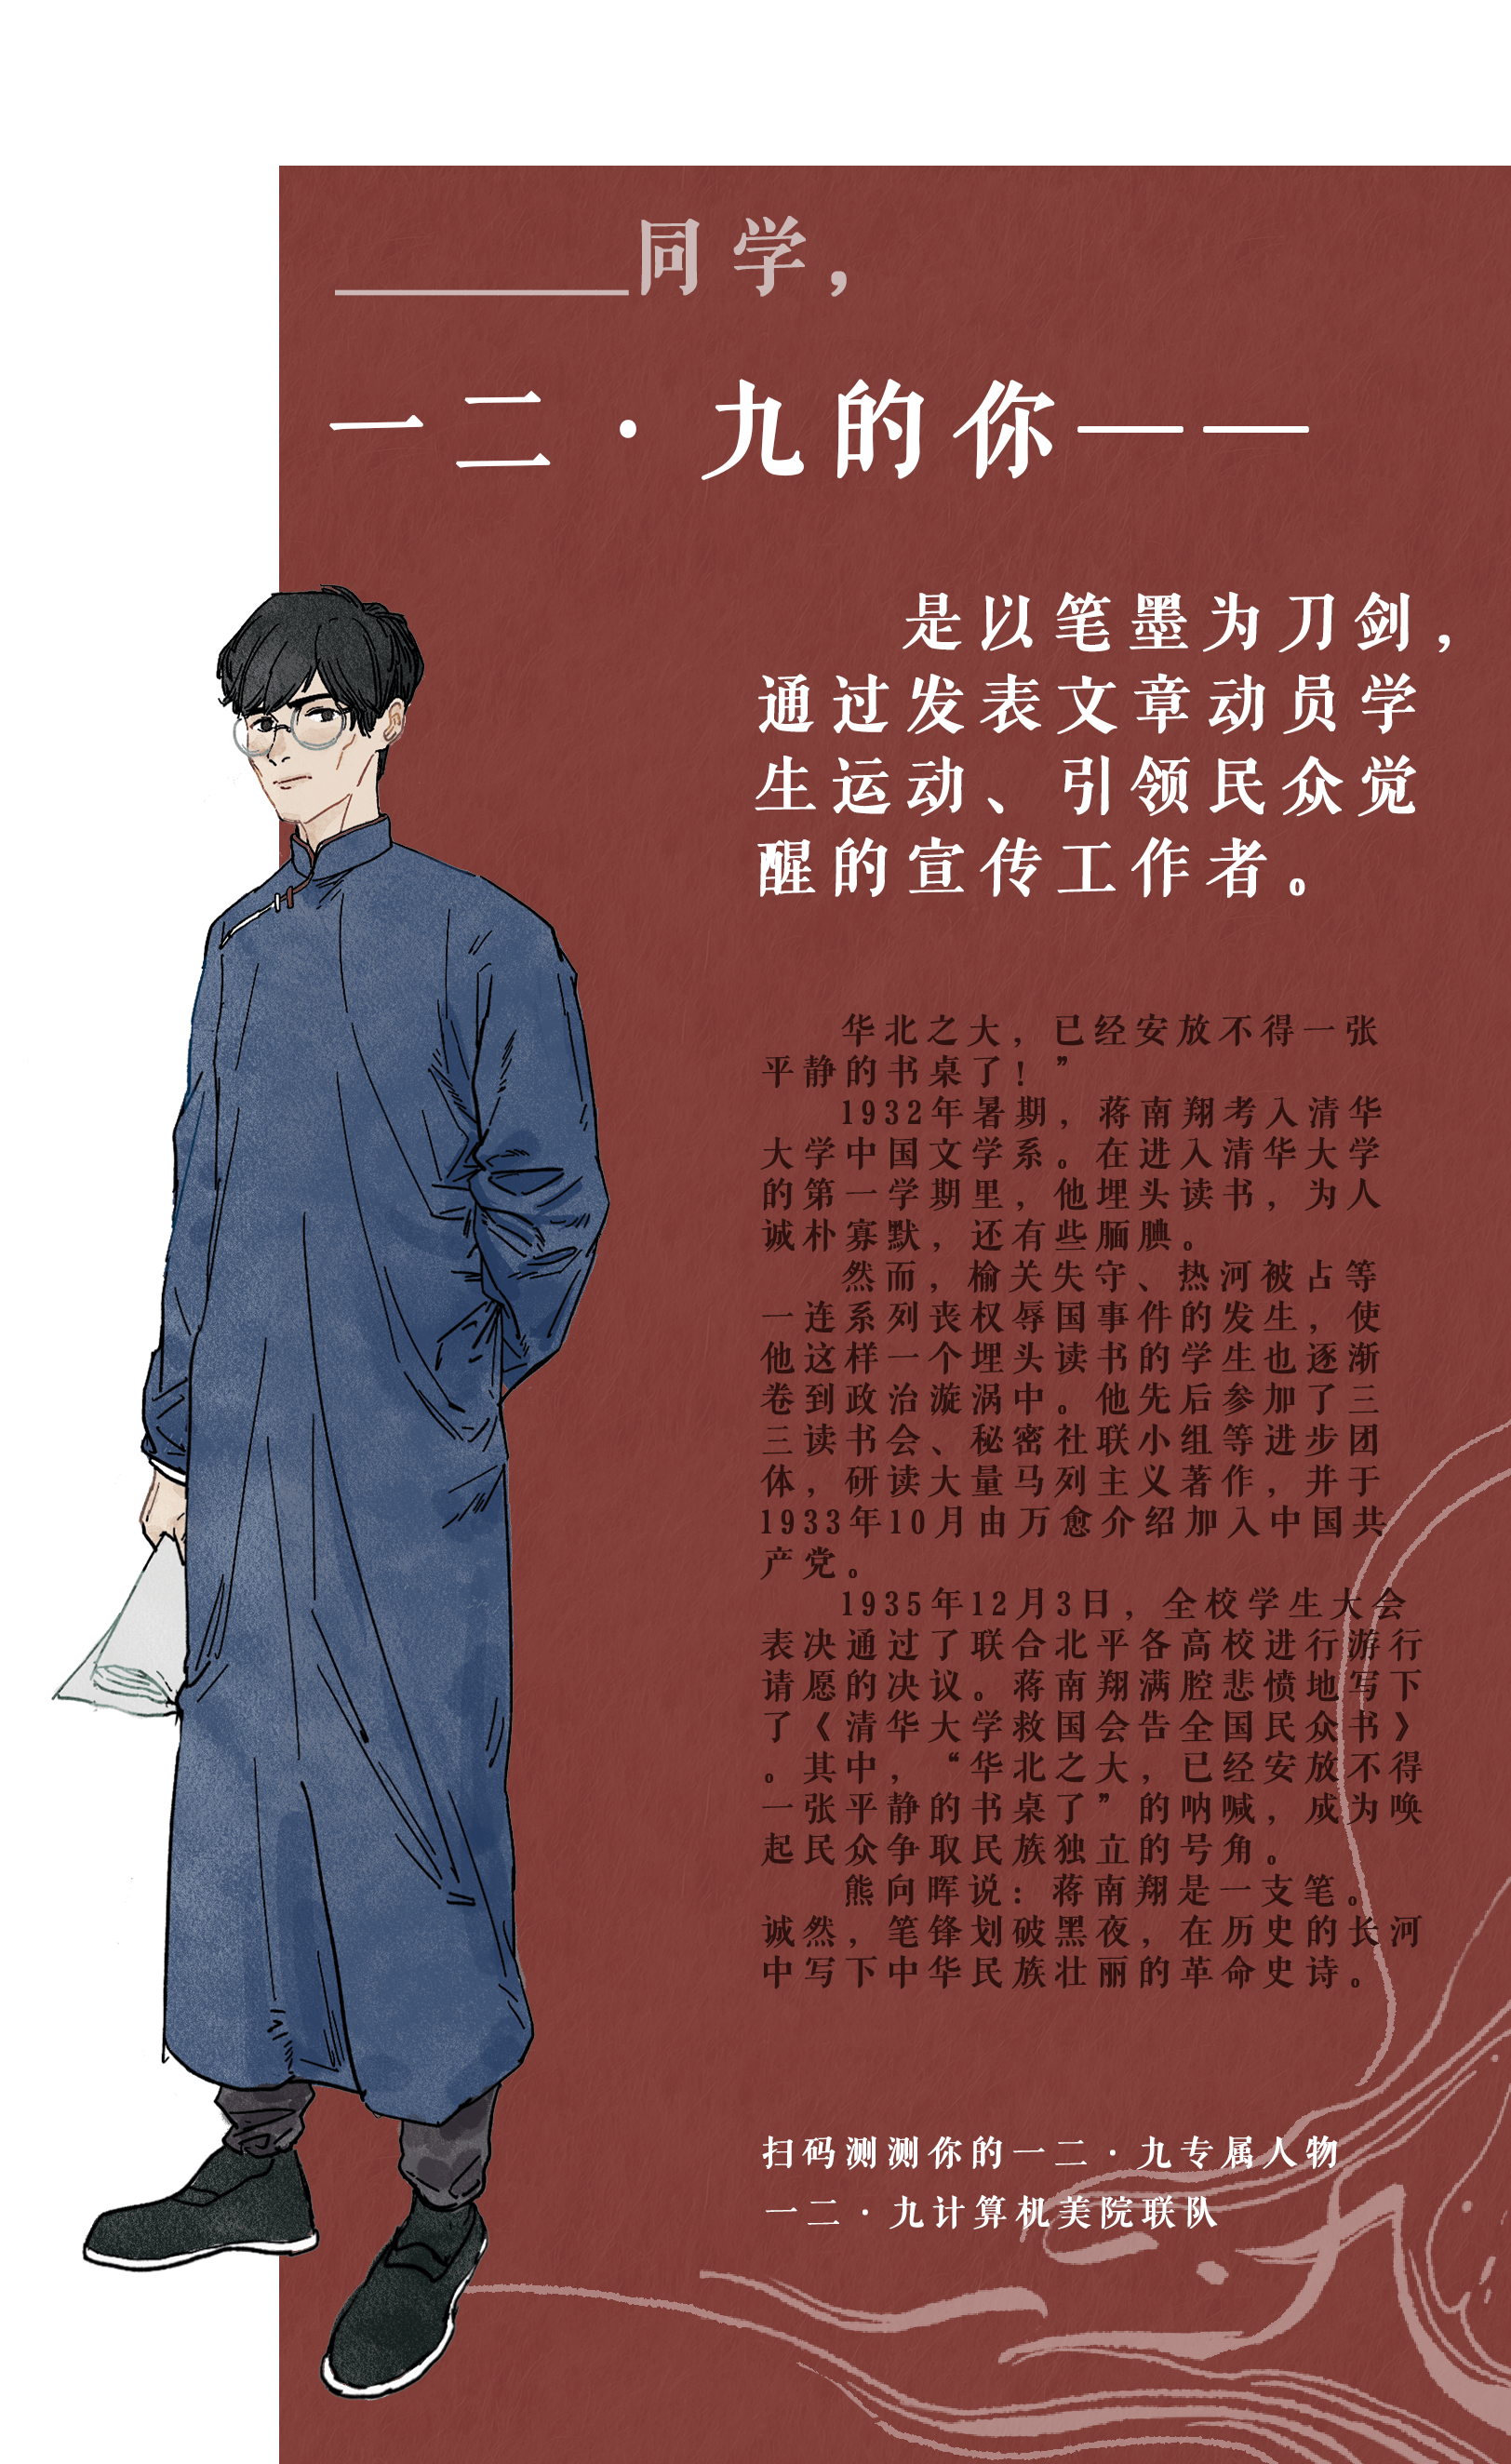 ______同学，
一二·九的你——
是以笔墨为刀剑，
通过发表文章动员学
生运动、引领民众觉
醒的宣传工作者。
华北之大，已经安放不得一张
平静的书桌了！”
1932年暑期，蒋南翔考入清华
大学中国文学系。在进入清华大学
的第一学期里，他埋头读书，为人
诚朴寡默，还有些腼腆。
然而，榆关失守、热河被占等
一连系列丧权辱国事件的发生，使
他这样一个埋头读书的学生也逐渐
卷到政治漩涡中。他先后参加了三
三读书会、秘密社联小组等进步团
体，研读大量马列主义著作，并于
1933年10月由万愈介绍加入中国共
产党。
1935年12月3日，全校学生大会
表决通过了联合北平各高校进行游行
请愿的决议。蒋南翔满腔悲愤地写下
了《清华大学救国会告全国民众书》
。其中，“华北之大，已经安放不得
一张平静的书桌了”的呐喊，成为唤
起民众争取民族独立的号角。
熊向晖说：蒋南翔是一支笔。
诚然，笔锋划破黑夜，在历史的长河
中写下中华民族壮丽的革命史诗。
扫码测测你的一二·九专属人物
一二·九计算机美院联队
一二·九